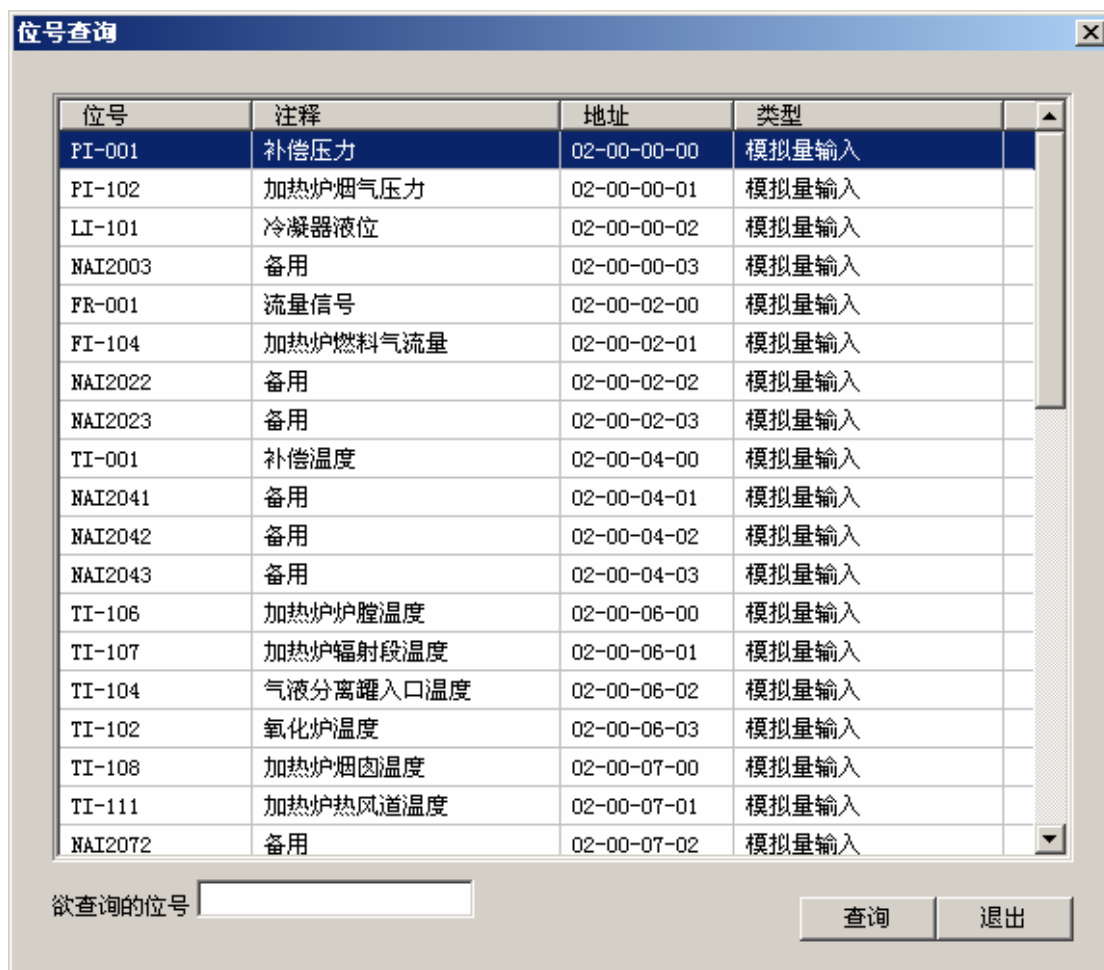 位号查询
位号 注释 地址 类型
PI-001 补偿压力 02-00-00-00 模拟量输入
PI-102 加热炉烟气压力 02-00-00-01 模拟量输入
LI-101 冷凝器液位 02-00-00-02 模拟量输入
NAI2003 备用 02-00-00-03 模拟量输入
FR-001 流量信号 02-00-02-00 模拟量输入
FI-104 加热炉燃料气流量 02-00-02-01 模拟量输入
NAI2022 备用 02-00-02-02 模拟量输入
NAI2023 备用 02-00-02-03 模拟量输入
TI-001 补偿温度 02-00-04-00 模拟量输入
NAI2041 备用 02-00-04-01 模拟量输入
NAI2042 备用 02-00-04-02 模拟量输入
NAI2043 备用 02-00-04-03 模拟量输入
TI-106 加热炉炉膛温度 02-00-06-00 模拟量输入
TI-107 加热炉辐射段温度 02-00-06-01 模拟量输入
TI-104 气液分离罐入口温度 02-00-06-02 模拟量输入
TI-102 氧化炉温度 02-00-06-03 模拟量输入
TI-108 加热炉烟囱温度 02-00-07-00 模拟量输入
TI-111 加热炉热风道温度 02-00-07-01 模拟量输入
NAI2072 备用 02-00-07-02 模拟量输入
欲查询的位号
查询 退出